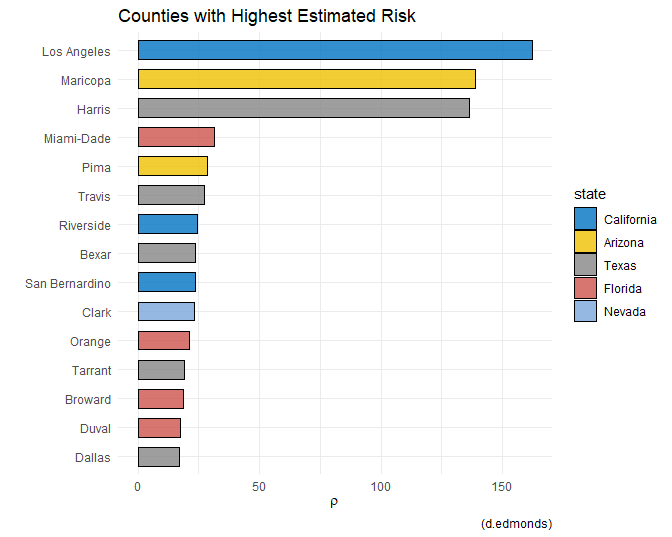 Counties with Highest Estimated Risk
Los Angeles
Maricopa
Harris
Miami-Dade
Pima
Travis
Riverside
Bexar
San Bernardino
Clark
Orange
Tarrant
Broward
Duval
Dallas
0 50 100 150
ρ
state
California
Arizona
Texas
Florida
Nevada
(d.edmonds)